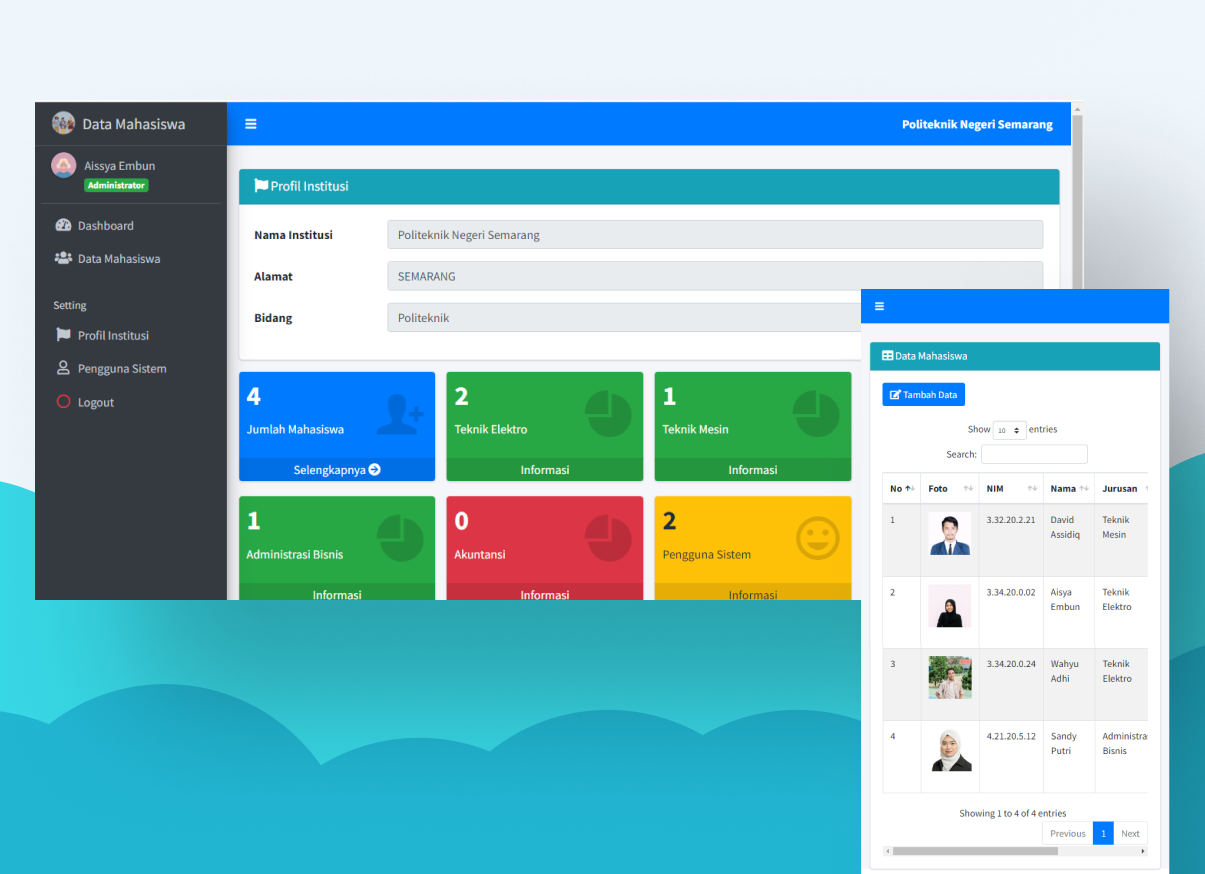 Data Mahasiswa
Politeknik Negeri Semarang
Aissya Embun
Administrator
Dashboard
Data Mahasiswa
Setting
Profil Institusi
Pengguna Sistem
Logout
Profil Institusi
Nama Institusi Politeknik Negeri Semarang
Alamat SEMARANG
Bidang Politeknik
4
Jumlah Mahasiswa
Selengkapnya
2
Teknik Elektro
Informasi
1
Teknik Mesin
Informasi
1
Administrasi Bisnis
Informasi
0
Akuntansi
Informasi
2
Pengguna Sistem
Informasi
Data Mahasiswa
Tambah Data
Show 10 entries
Search:
No Foto NIM Nama Jurusan
1 3.32.20.2.21 David Teknik
Assidiq Mesin
2 3.34.20.0.02 Aisya Teknik
Embun Elektro
3 3.34.20.0.24 Wahyu Teknik
Adhi Elektro
4 4.21.20.5.12 Sandy Administra
Putri Bisnis
Showing 1 to 4 of 4 entries
Previous 1 Next